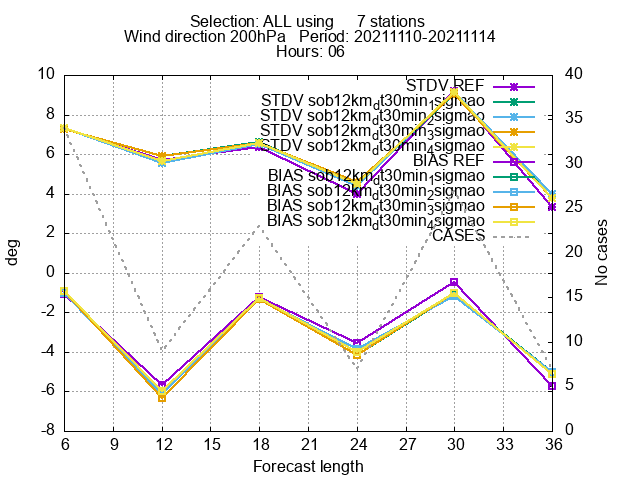 Selection: ALL using     7 stations
Wind direction 200hPa   Period: 20211110-20211114
Hours: 06
STDV REF
STDV sob12km_dt30min_1sigmao
STDV sob12km_dt30min_2sigmao
STDV sob12km_dt30min_3sigmao
STDV sob12km_dt30min_4sigmao
BIAS REF
BIAS sob12km_dt30min_1sigmao
BIAS sob12km_dt30min_2sigmao
BIAS sob12km_dt30min_3sigmao
BIAS sob12km_dt30min_4sigmao
CASES
10
8
6
4
2
0
-2
-4
-6
-8
deg
40
35
30
25
20
15
10
5
0
No cases
6 9 12 15 18 21 24 27 30 33 36
Forecast length